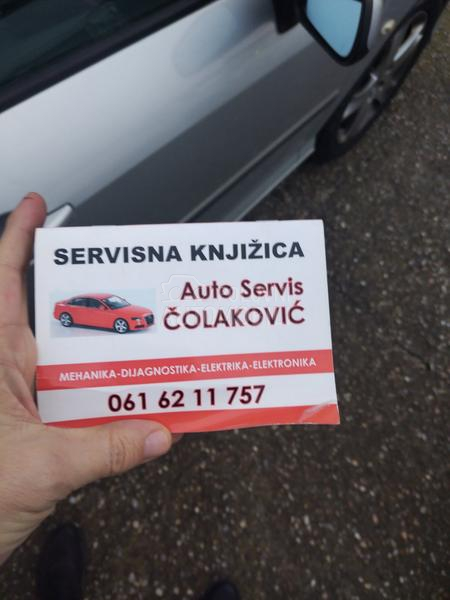 SERVISNA KNJIŽICA
Auto Servis
ČOLAKOVIĆ
MEHANIKA-DIJAGNOSTIKA-ELEKTRIKA-ELEKTRONIKA
061 62 11 757